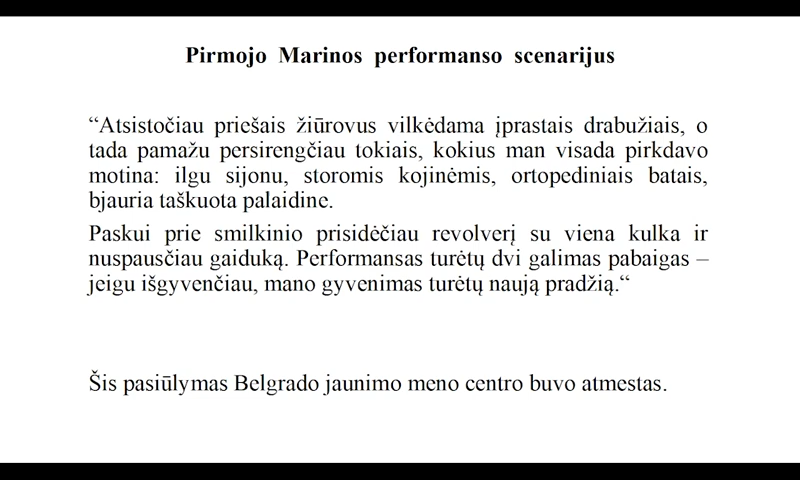 Pirmojo Marinos performanso scenarijus
“Atsistočiau priešais žiūrovus vilkėdama įprastais drabužiais, o
tada pamažu persirengčiau tokiais, kokius man visada pirkdavo
motina: ilgu sijonu, storomis kojinėmis, ortopediniais batais,
bjauria taškuota palaidine.
Paskui prie smilkinio prisidėčiau revolverį su viena kulka ir
nuspausčiau gaiduką. Performansas turėtų dvi galimas pabaigas –
jeigu išgyvenčiau, mano gyvenimas turėtų naują pradžią.“
Šis pasiūlymas Belgrado jaunimo meno centro buvo atmestas.